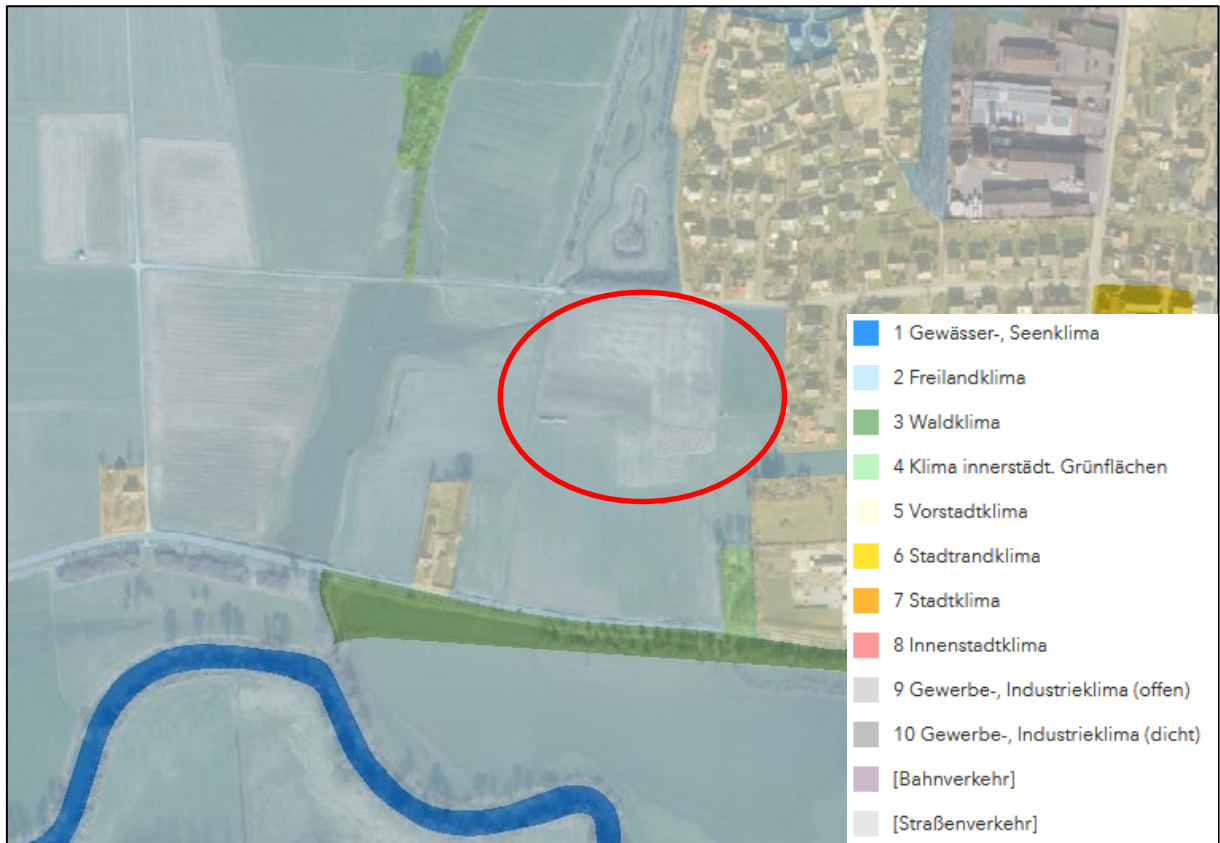 1 Gewässer-, Seenklima
2 Freilandklima
3 Waldklima
4 Klima innerstädt. Grünflächen
5 Vorstadtklima
6 Stadtrandklima
7 Stadtklima
8 Innenstadtklima
9 Gewerbe-, Industrieklima (offen)
10 Gewerbe-, Industrieklima (dicht)
[Bahnverkehr]
[Straßenverkehr]